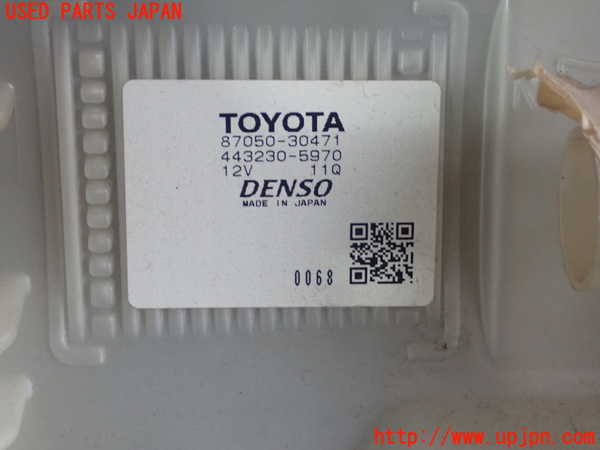 USED PARTS JAPAN
TOYOTA
87050-30471
443230-5970
12V 11Q
DENSO
MADE IN JAPAN
0068
http://www.upjpn.com